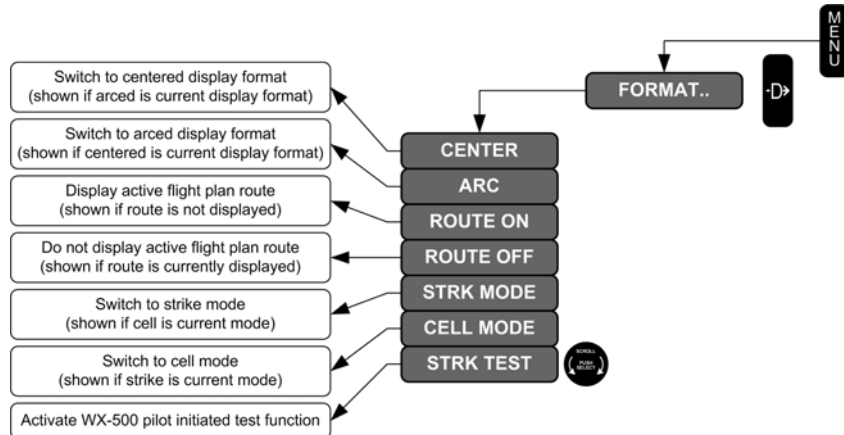 MENU
FORMAT..
D
Switch to centered display format
(shown if arced is current display format)
Switch to arced display format
(shown if centered is current display format)
Display active flight plan route
(shown if route is not displayed)
Do not display active flight plan route
(shown if route is currently displayed)
Switch to strike mode
(shown if cell is current mode)
Switch to cell mode
(shown if strike is current mode)
Activate WX-500 pilot initiated test function
CENTER
ARC
ROUTE ON
ROUTE OFF
STRK MODE
CELL MODE
STRK TEST
SCROLL
PUSH
SELECT